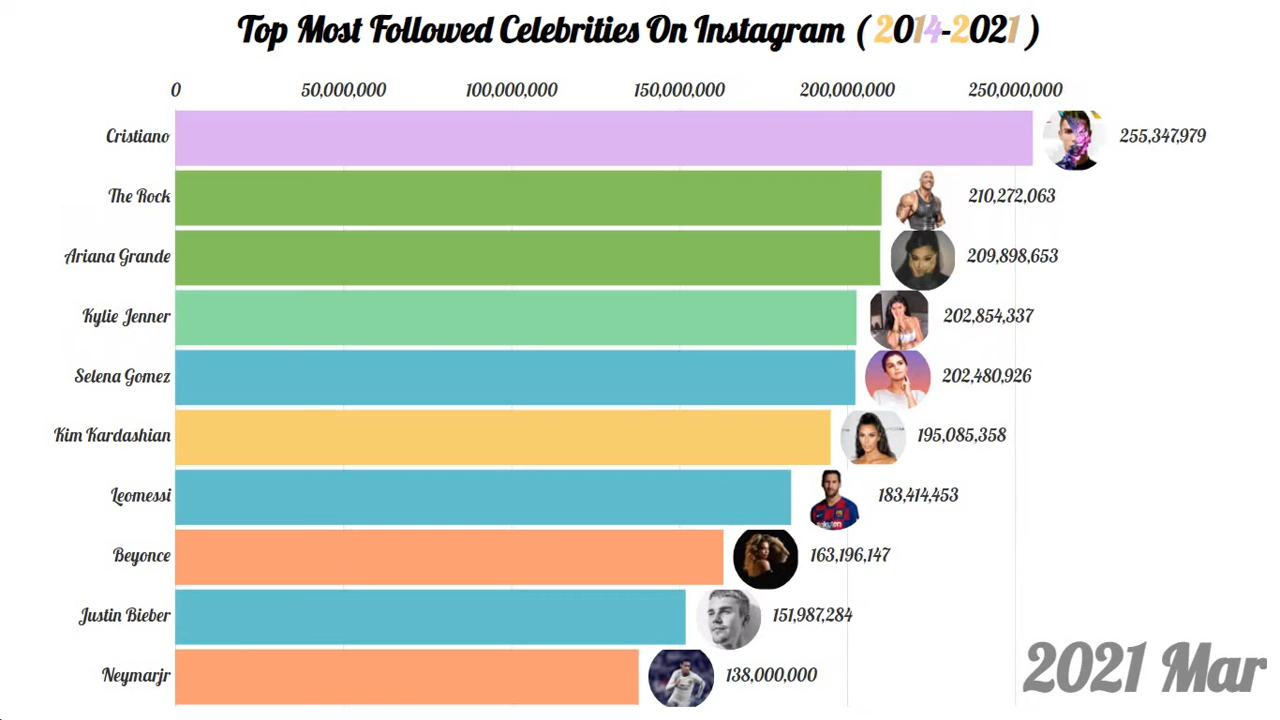 Top Most Followed Celebrities On Instagram ( 2014-2021 )
0 50,000,000 100,000,000 150,000,000 200,000,000 250,000,000
Cristiano 255,347,979
The Rock 210,272,063
Ariana Grande 209,898,653
Kylie Jenner 202,854,337
Selena Gomez 202,480,926
Kim Kardashian 195,085,358
Leomessi 183,414,453
Beyonce 163,196,147
Justin Bieber 151,987,284
Neymarjr 138,000,000
2021 Mar